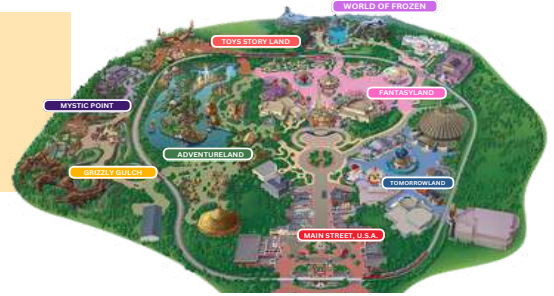 WORLD OF FROZEN
TOYS STORY LAND
FANTASYLAND
MYSTIC POINT
ADVENTURELAND
GRIZZLY GULCH
TOMORROWLAND
MAIN STREET, U.S.A.